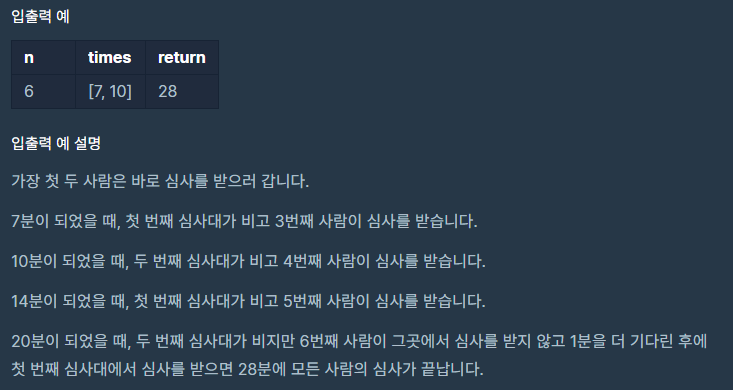 입출력 예
n times return
6 [7, 10] 28
입출력 예 설명
가장 첫 두 사람은 바로 심사를 받으러 갑니다.
7분이 되었을 때, 첫 번째 심사대가 비고 3번째 사람이 심사를 받습니다.
10분이 되었을 때, 두 번째 심사대가 비고 4번째 사람이 심사를 받습니다.
14분이 되었을 때, 첫 번째 심사대가 비고 5번째 사람이 심사를 받습니다.
20분이 되었을 때, 두 번째 심사대가 비지만 6번째 사람이 그곳에서 심사를 받지 않고 1분을 더 기다린 후에
첫 번째 심사대에서 심사를 받으면 28분에 모든 사람의 심사가 끝납니다.